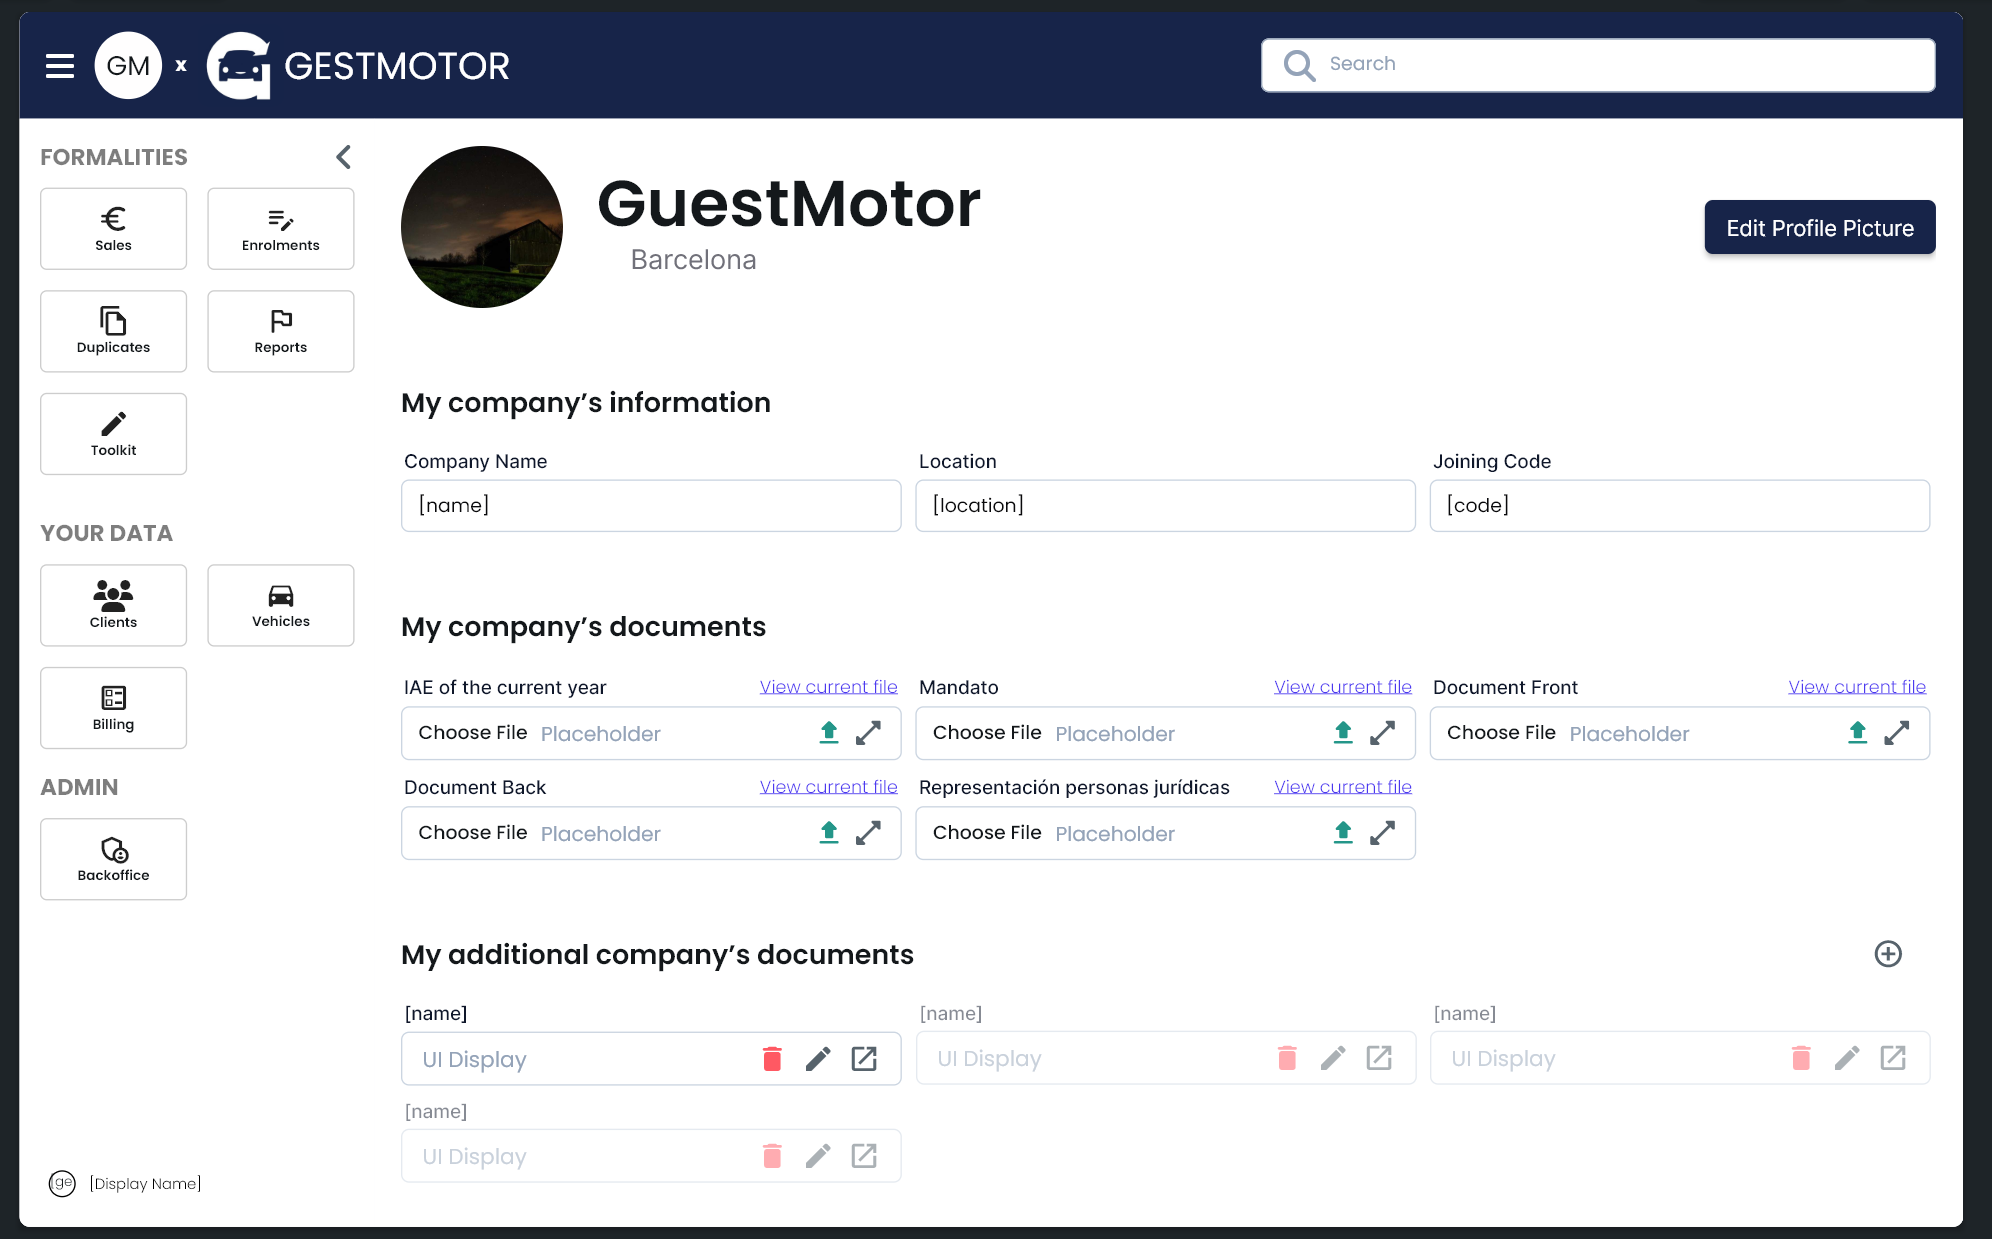 GM x GESTMOTOR
Search
FORMALITIES
Sales
Enrolments
Duplicates
Reports
Toolkit
YOUR DATA
Clients
Vehicles
Billing
ADMIN
Backoffice
[Display Name]
GuestMotor
Barcelona
Edit Profile Picture
My company’s information
Company Name
[name]
Location
[location]
Joining Code
[code]
My company’s documents
IAE of the current year View current file
Choose File Placeholder
Mandato View current file
Choose File Placeholder
Document Front View current file
Choose File Placeholder
Document Back View current file
Choose File Placeholder
Representación personas jurídicas View current file
Choose File Placeholder
My additional company’s documents
[name]
UI Display
[name]
UI Display
[name]
UI Display
[name]
UI Display